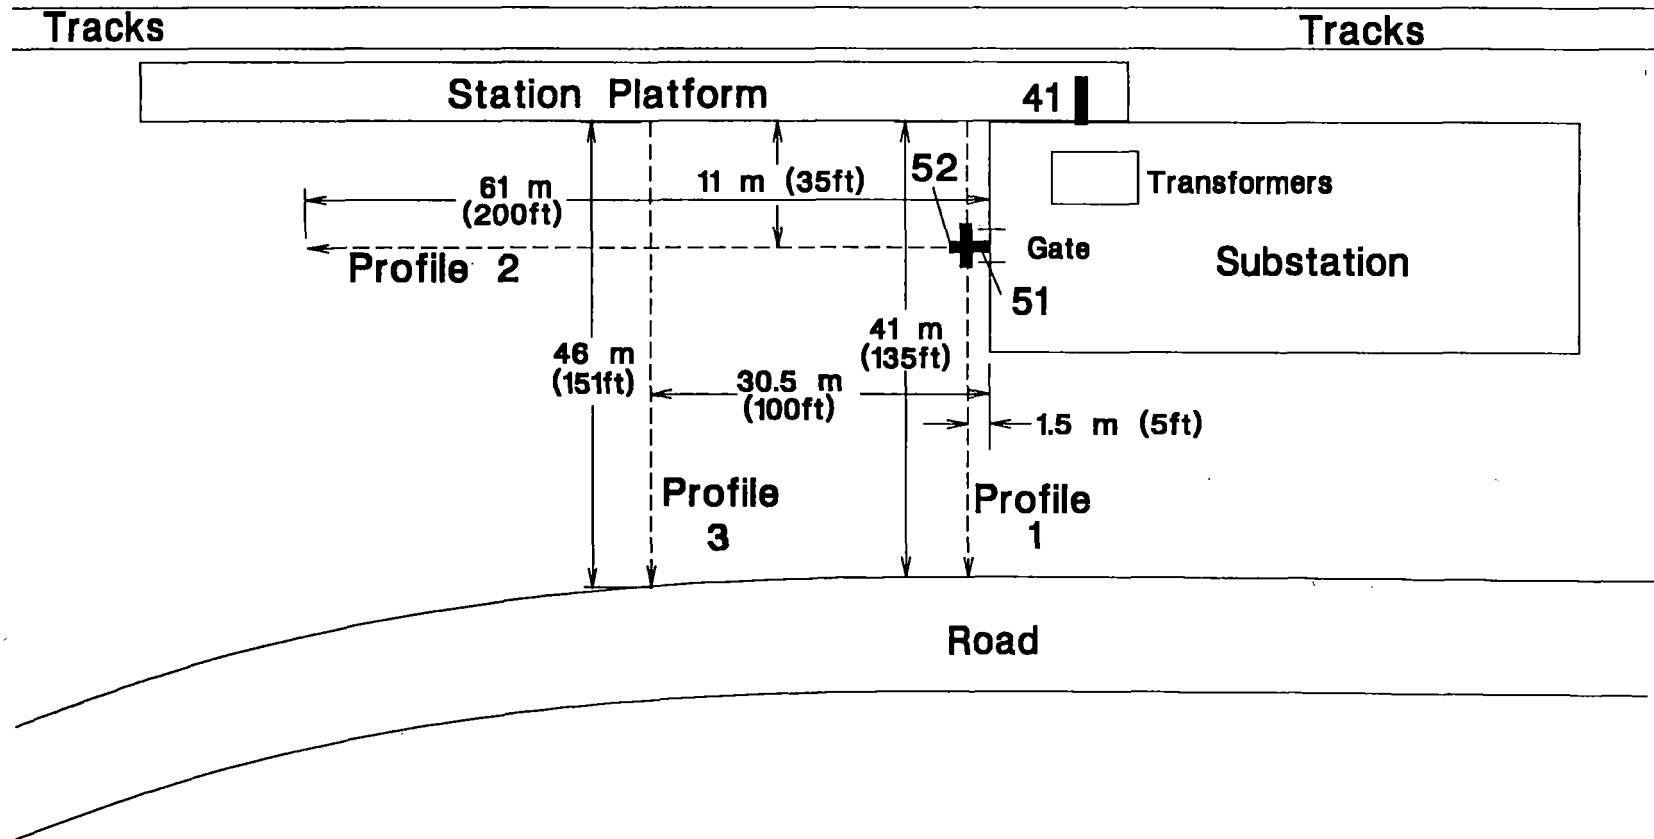 Tracks
Tracks
Station Platform
41
52
61 m
(200ft)
11 m (35ft)
Transformers
Gate
Profile 2
Substation
51
46 m
(151ft)
41 m
(135ft)
30.5 m
(100ft)
1.5 m (5ft)
Profile
3
Profile
1
Road